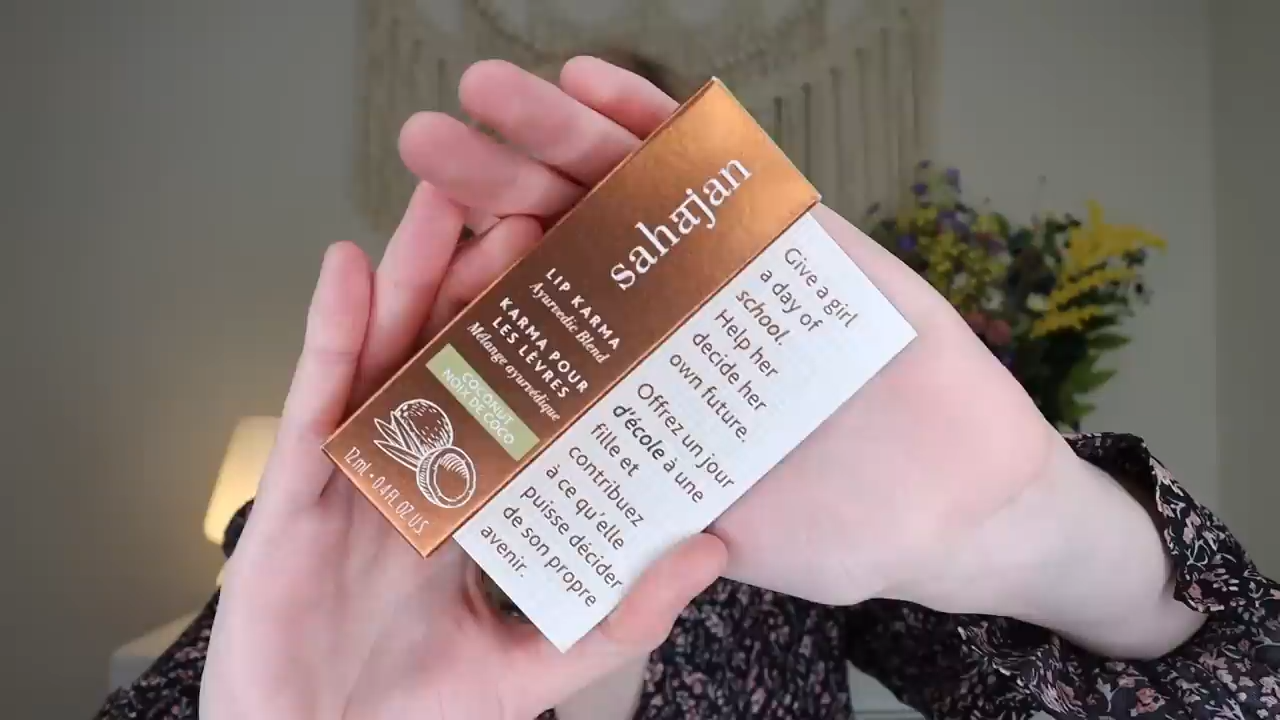 sahajan
LIP KARMA
Ayurvedic Blend
KARMA POUR
LES LÈVRES
Mélange ayurvédique
COCONUT
NOIX DE COCO
12 mL • 0.4 FL OZ U.S
Give a girl
a day of
school.
Help her
decide her
own future.
Offrez un jour
d'école à une
fille et
contribuez
à ce qu'elle
puisse décider
de son propre
avenir.